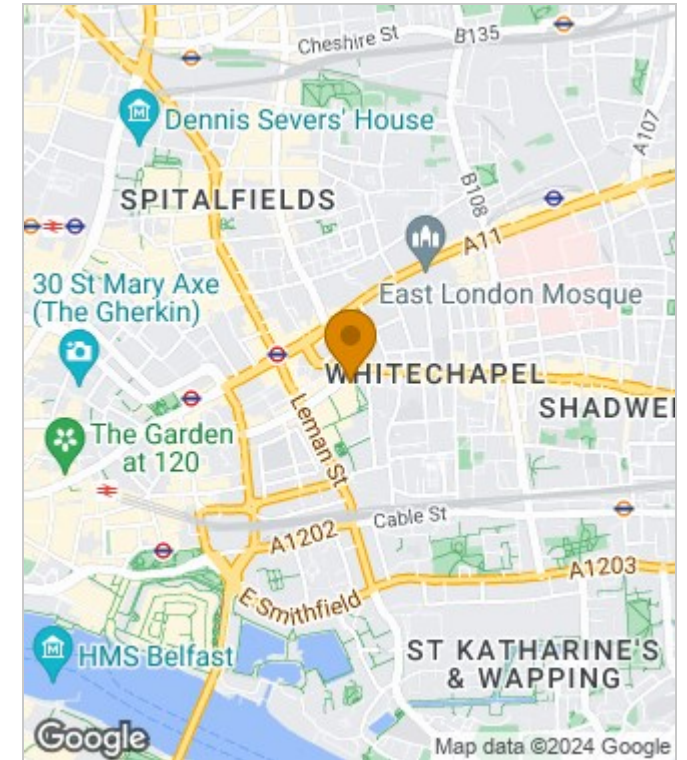 Cheshire St
B135
A107
Dennis Severs' House
SPITALFIELDS
B108
A11
East London Mosque
30 St Mary Axe
(The Gherkin)
WHITECHAPEL
SHADWEL
Leman St
The Garden
at 120
Cable St
A1202
A1203
E Smithfield
HMS Belfast
ST KATHARINE'S
& WAPPING
Google
Map data ©2024 Google